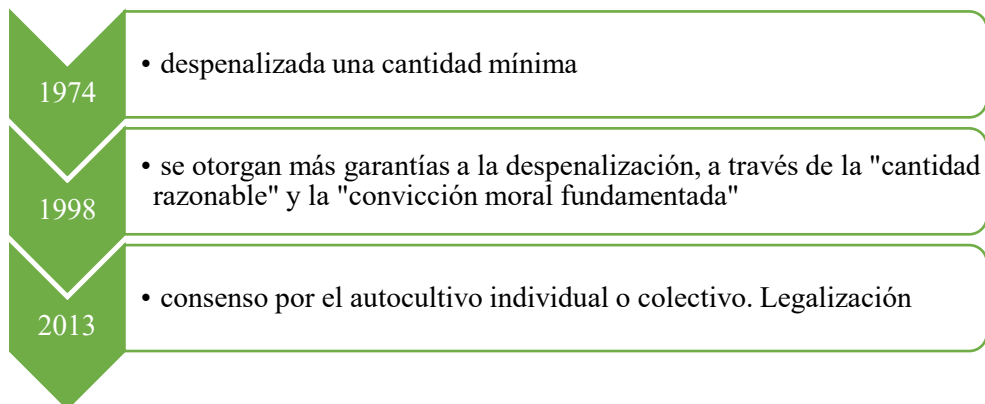 1974
• despenalizada una cantidad mínima
1998
• se otorgan más garantías a la despenalización, a través de la "cantidad
razonable" y la "convicción moral fundamentada"
2013
• consenso por el autocultivo individual o colectivo. Legalización